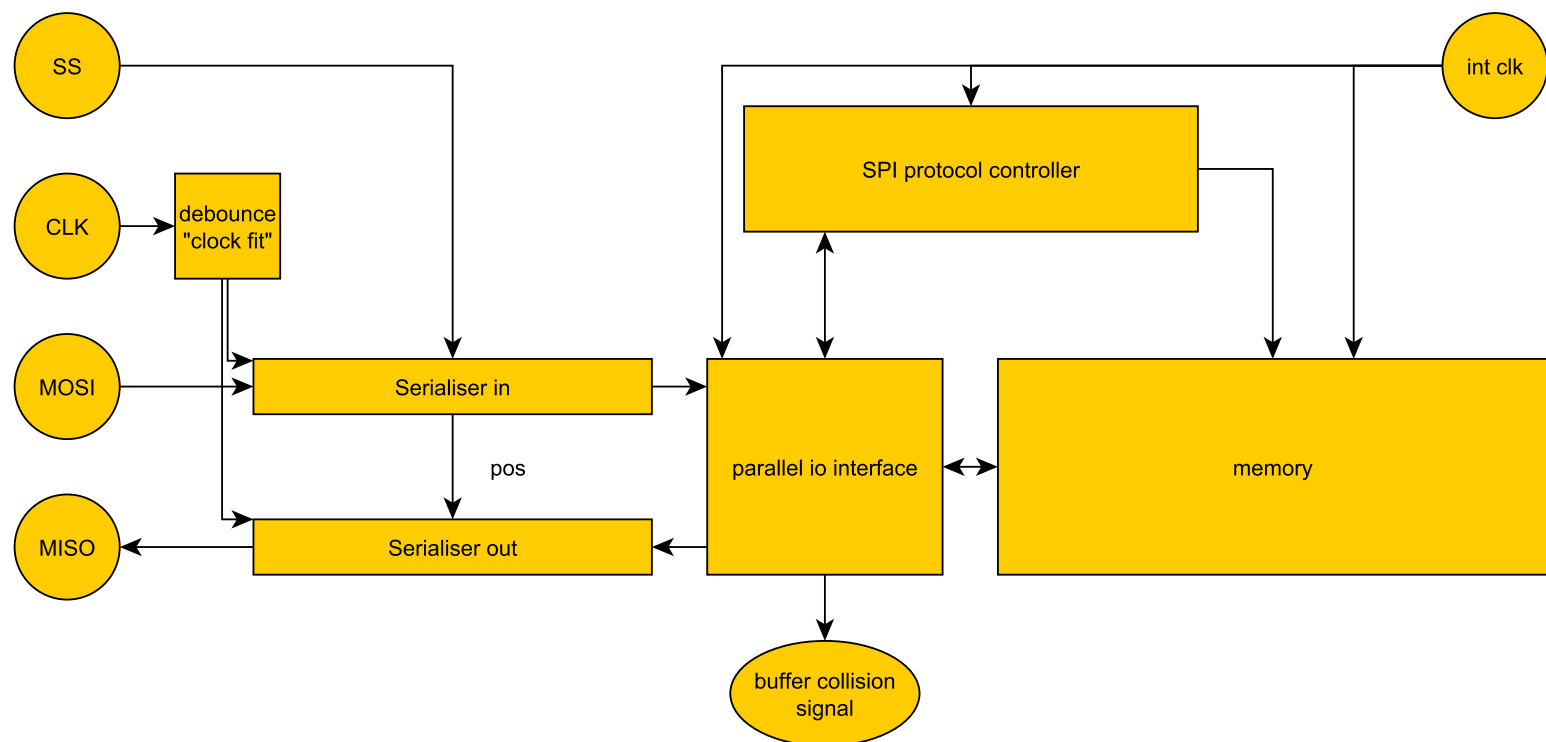 SS
int clk
SPI protocol controller
CLK
debounce
"clock fit"
MOSI
Serialiser in
pos
parallel io interface
memory
MISO
Serialiser out
buffer collision
signal